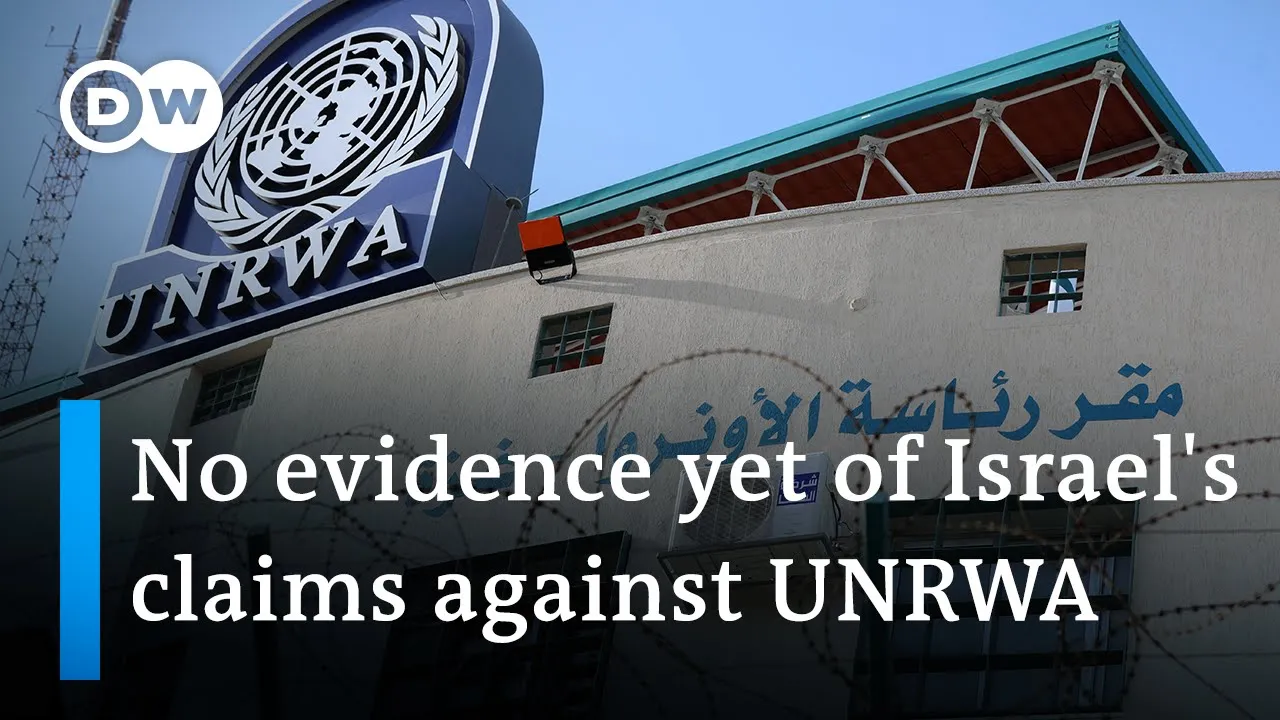 DW
UNRWA
مقر رئاسة الأونروا
No evidence yet of Israel's
claims against UNRWA